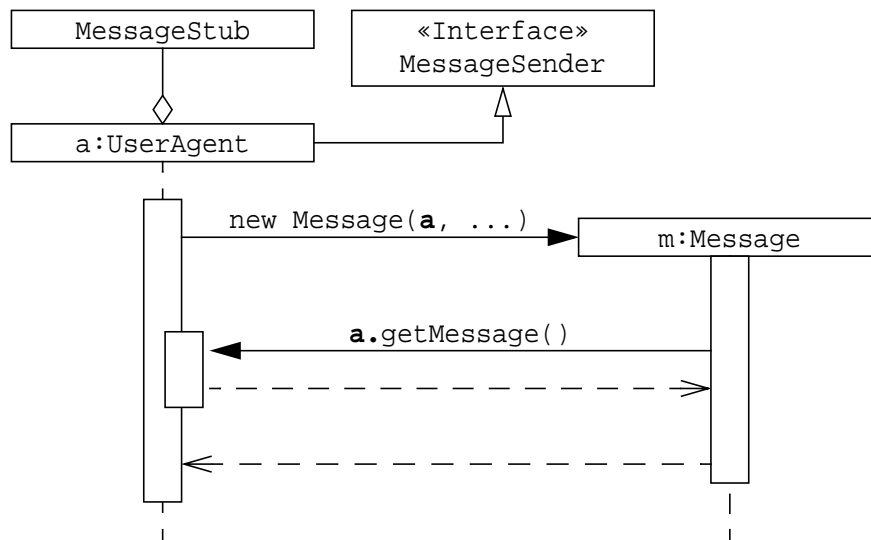 MessageStub
«Interface»
MessageSender
a:UserAgent
new Message(a, ...)
m:Message
a.getMessage()